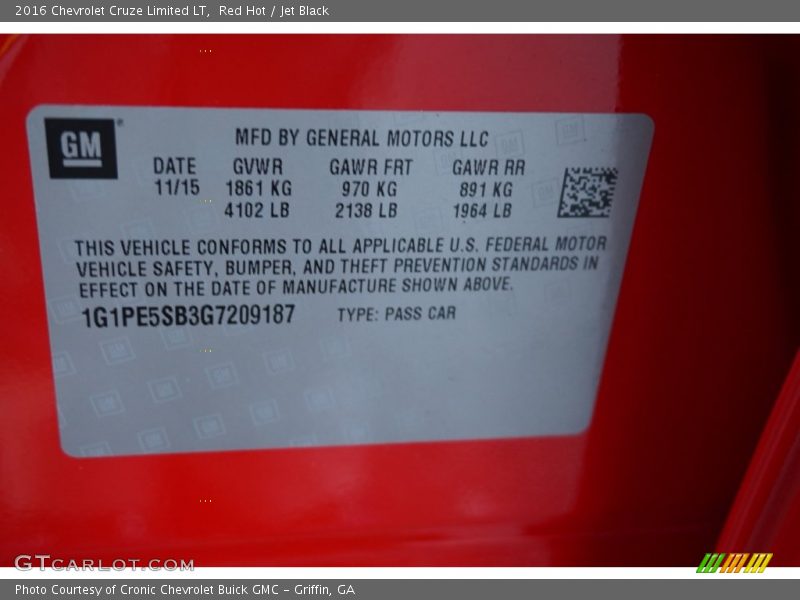 2016 Chevrolet Cruze Limited LT, Red Hot / Jet Black
GM
MFD BY GENERAL MOTORS LLC
DATE GVWR GAWR FRT GAWR RR
11/15 1861 KG 970 KG 891 KG
4102 LB 2138 LB 1964 LB
THIS VEHICLE CONFORMS TO ALL APPLICABLE U.S. FEDERAL MOTOR
VEHICLE SAFETY, BUMPER, AND THEFT PREVENTION STANDARDS IN
EFFECT ON THE DATE OF MANUFACTURE SHOWN ABOVE.
1G1PE5SB3G7209187 TYPE: PASS CAR
GTCARLOT.COM
Photo Courtesy of Cronic Chevrolet Buick GMC – Griffin, GA